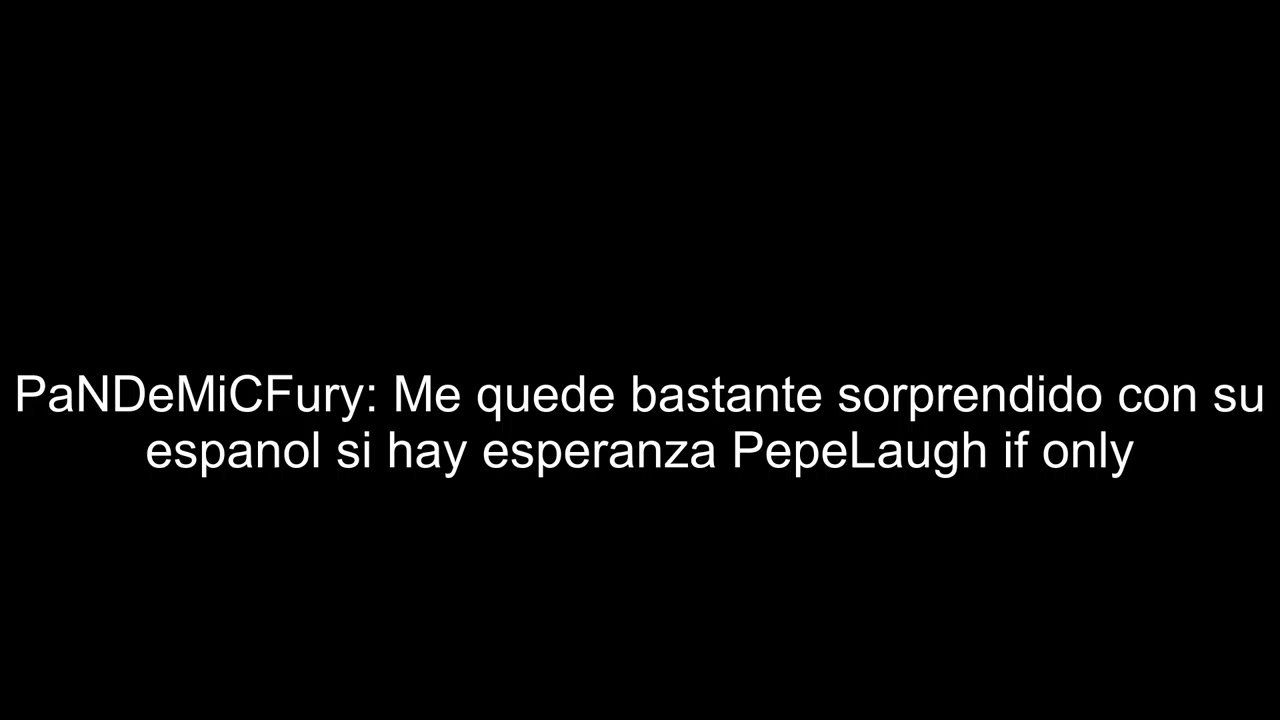 PaNDeMiCFury: Me quede bastante sorprendido con su
espanol si hay esperanza PepeLaugh if only